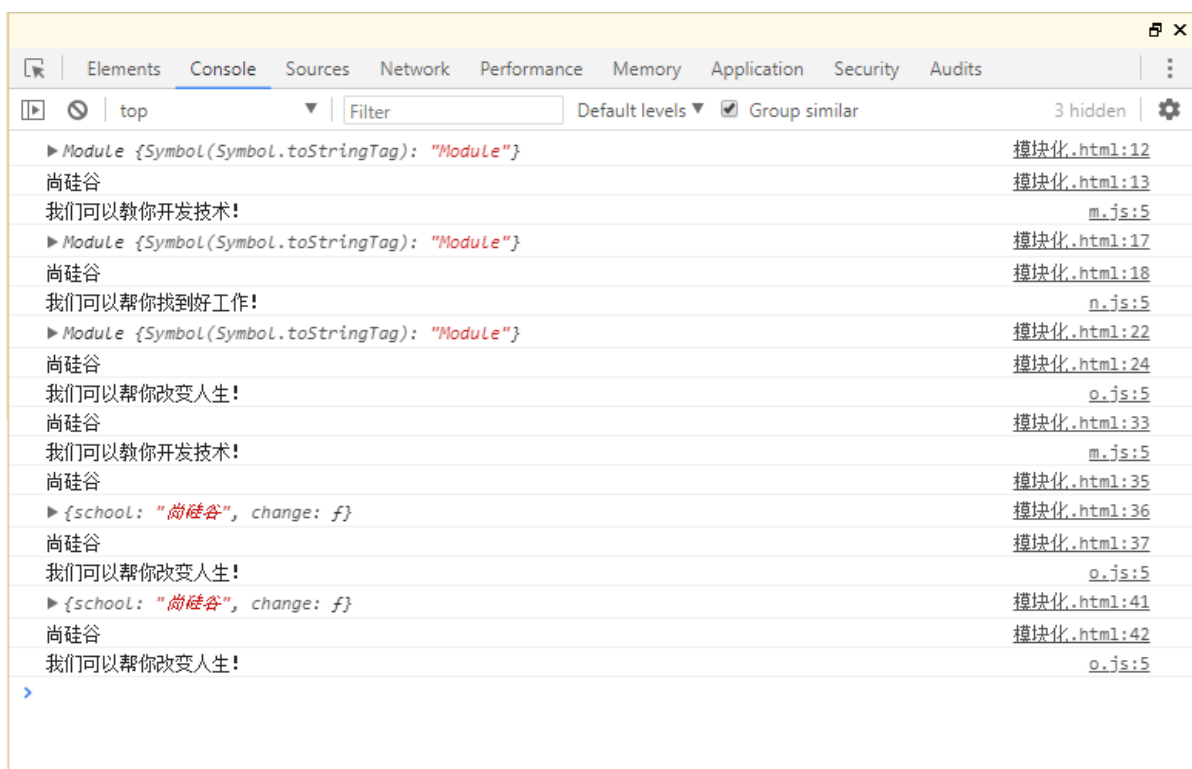 Elements Console Sources Network Performance Memory Application Security Audits
top Filter Default levels Group similar 3 hidden
Module {Symbol(Symbol.toStringTag): "Module"} 模块化.html:12
尚硅谷 模块化.html:13
我们可以教你开发技术! m.js:5
Module {Symbol(Symbol.toStringTag): "Module"} 模块化.html:17
尚硅谷 模块化.html:18
我们可以帮你找到好工作! n.js:5
Module {Symbol(Symbol.toStringTag): "Module"} 模块化.html:22
尚硅谷 模块化.html:24
我们可以帮你改变人生! o.js:5
尚硅谷 模块化.html:33
我们可以教你开发技术! m.js:5
尚硅谷 模块化.html:35
{school: "尚硅谷", change: ƒ} 模块化.html:36
尚硅谷 模块化.html:37
我们可以帮你改变人生! o.js:5
{school: "尚硅谷", change: ƒ} 模块化.html:41
尚硅谷 模块化.html:42
我们可以帮你改变人生! o.js:5